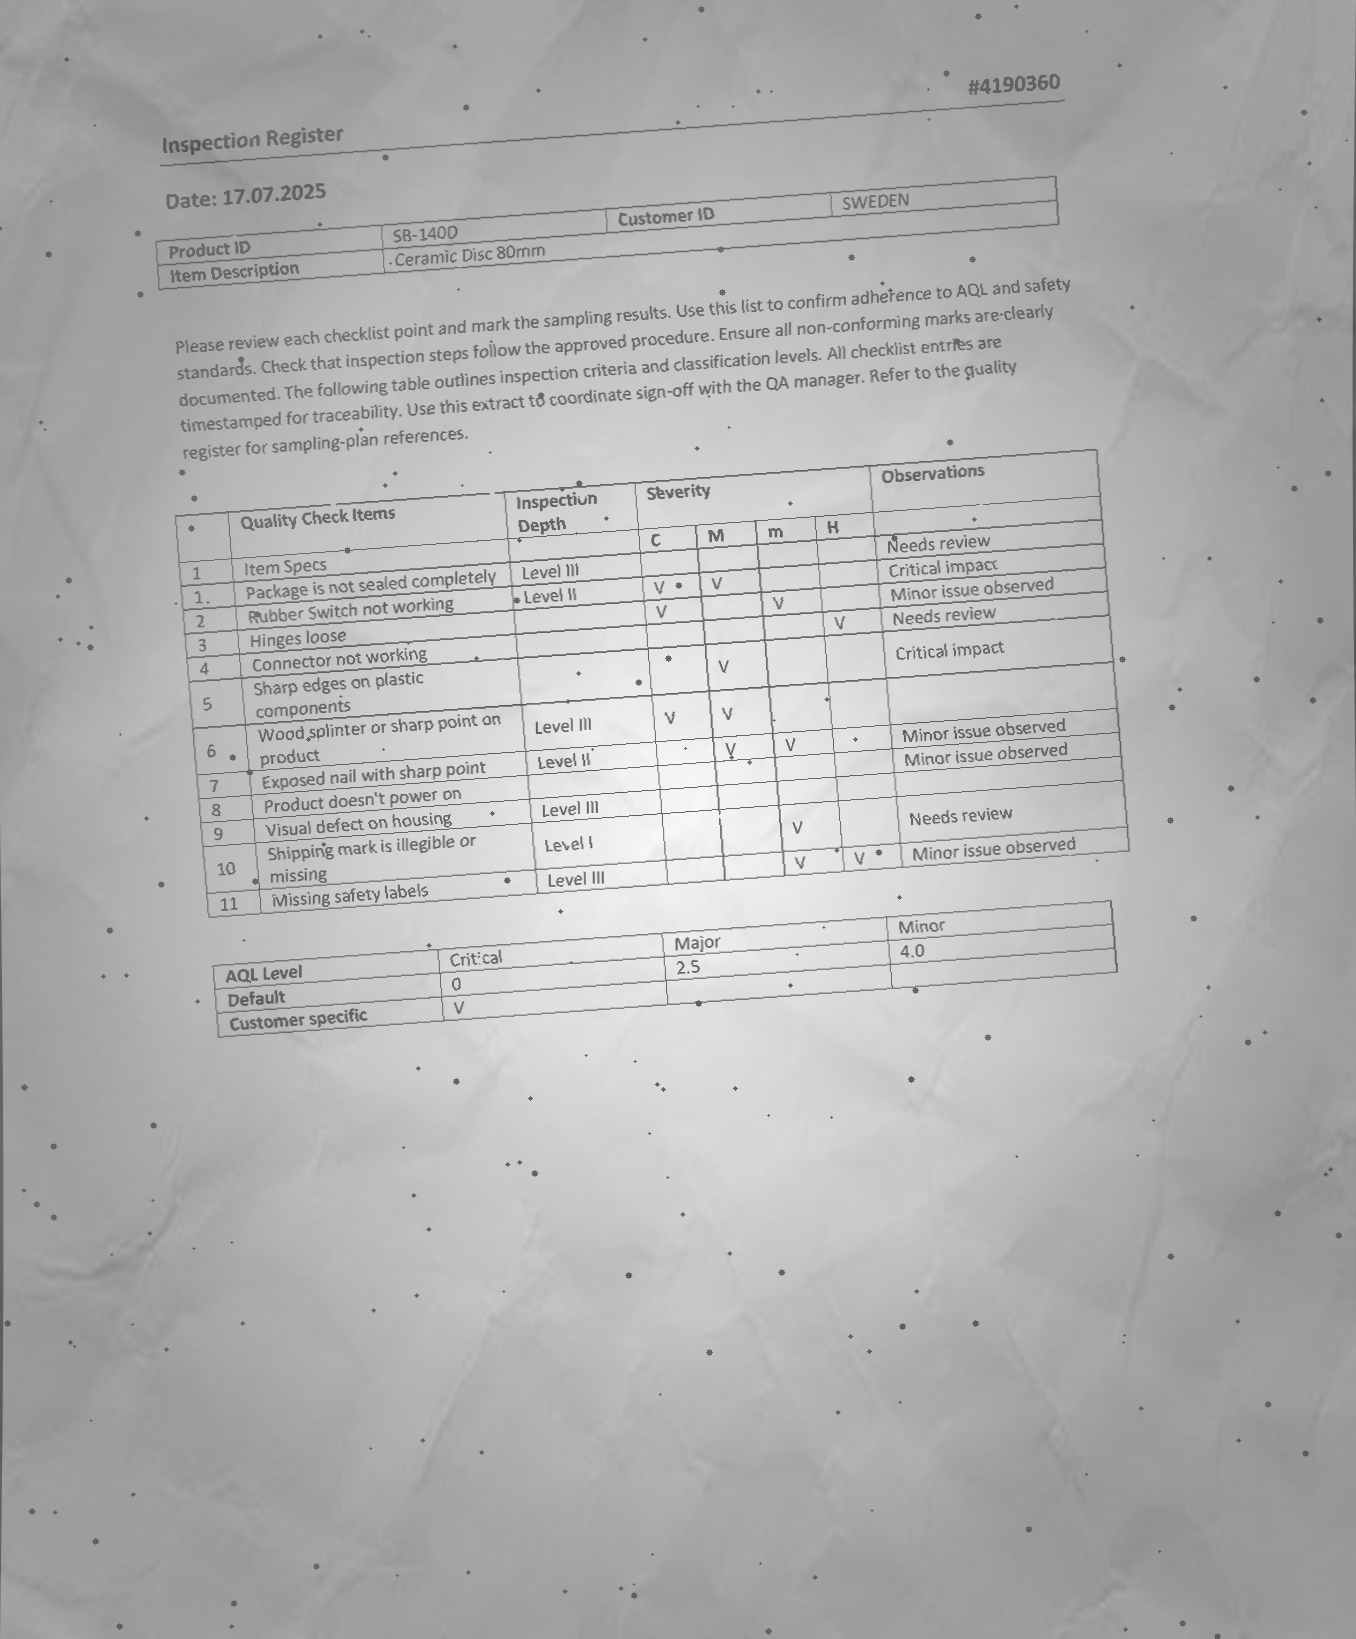 #4190360
Inspection Register
Date: 17.07.2025
Product ID SB-140D Customer ID SWEDEN
Item Description Ceramic Disc 80mm
Please review each checklist point and mark the sampling results. Use this list to confirm adherence to AQL and safety
standards. Check that inspection steps follow the approved procedure. Ensure all non-conforming marks are clearly
documented. The following table outlines inspection criteria and classification levels. All checklist entries are
timestamped for traceability. Use this extract to coordinate sign-off with the QA manager. Refer to the quality
register for sampling-plan references.
• Quality Check Items Inspection Severity Observations
Depth
C M m H
1 Item Specs
1. Package is not sealed completely Level III Needs review
2 Rubber Switch not working Level II V V Critical impact
3 Hinges loose V V Minor issue observed
4 Connector not working V Needs review
5 Sharp edges on plastic V Critical impact
components
6 Wood splinter or sharp point on Level III V V
product
7 Exposed nail with sharp point Level II V V Minor issue observed
8 Product doesn't power on Minor issue observed
9 Visual defect on housing Level III
10 Shipping mark is illegible or Level I V Needs review
missing
11 Missing safety labels Level III V V Minor issue observed
AQL Level Critical Major Minor
Default 0 2.5 4.0
Customer specific V